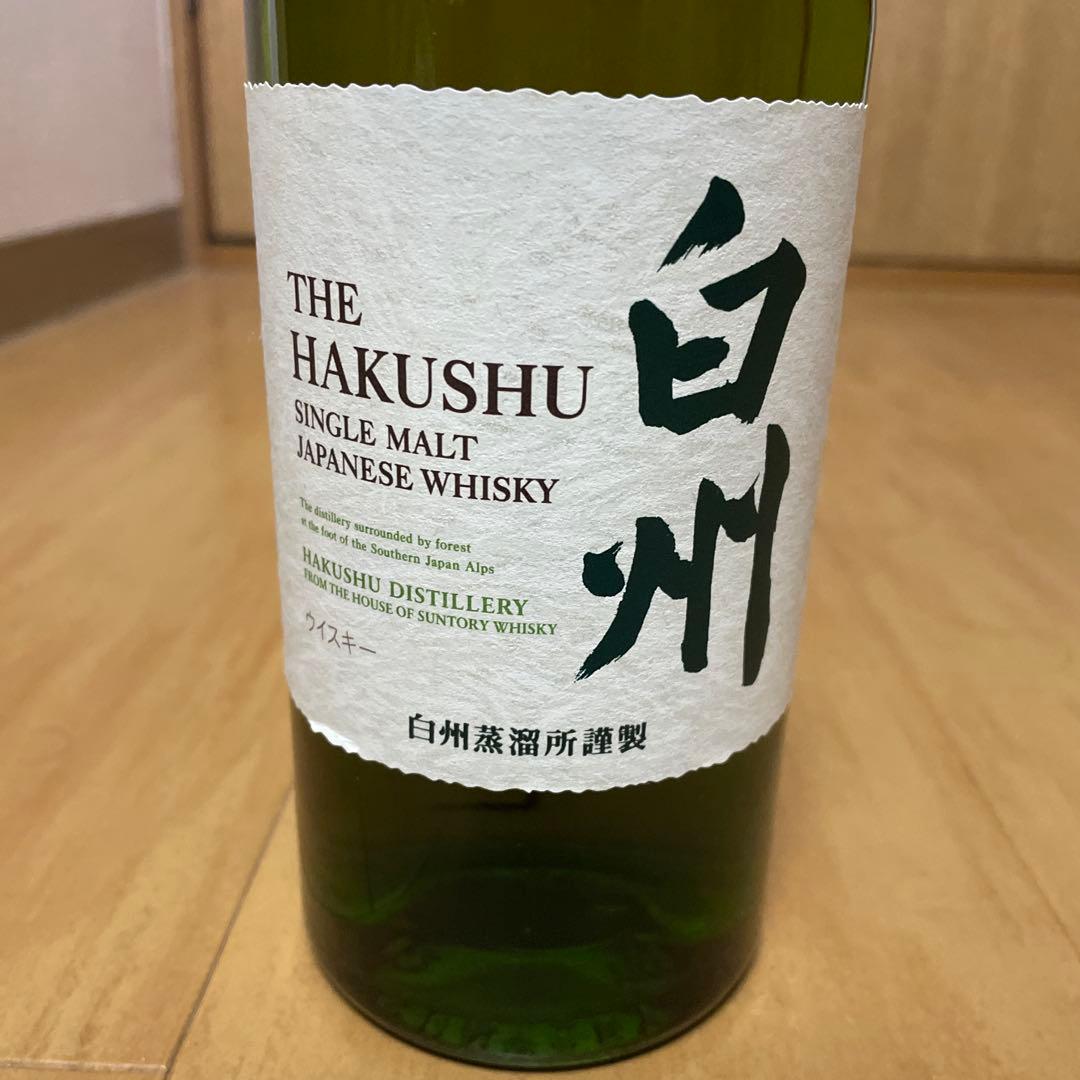 白州
THE
HAKUSHU
SINGLE MALT
JAPANESE WHISKY
The distillery surrounded by forest
at the foot of the Southern Japan Alps
HAKUSHU DISTILLERY
FROM THE HOUSE OF SUNTORY WHISKY
ウイスキー
白州蒸溜所謹製